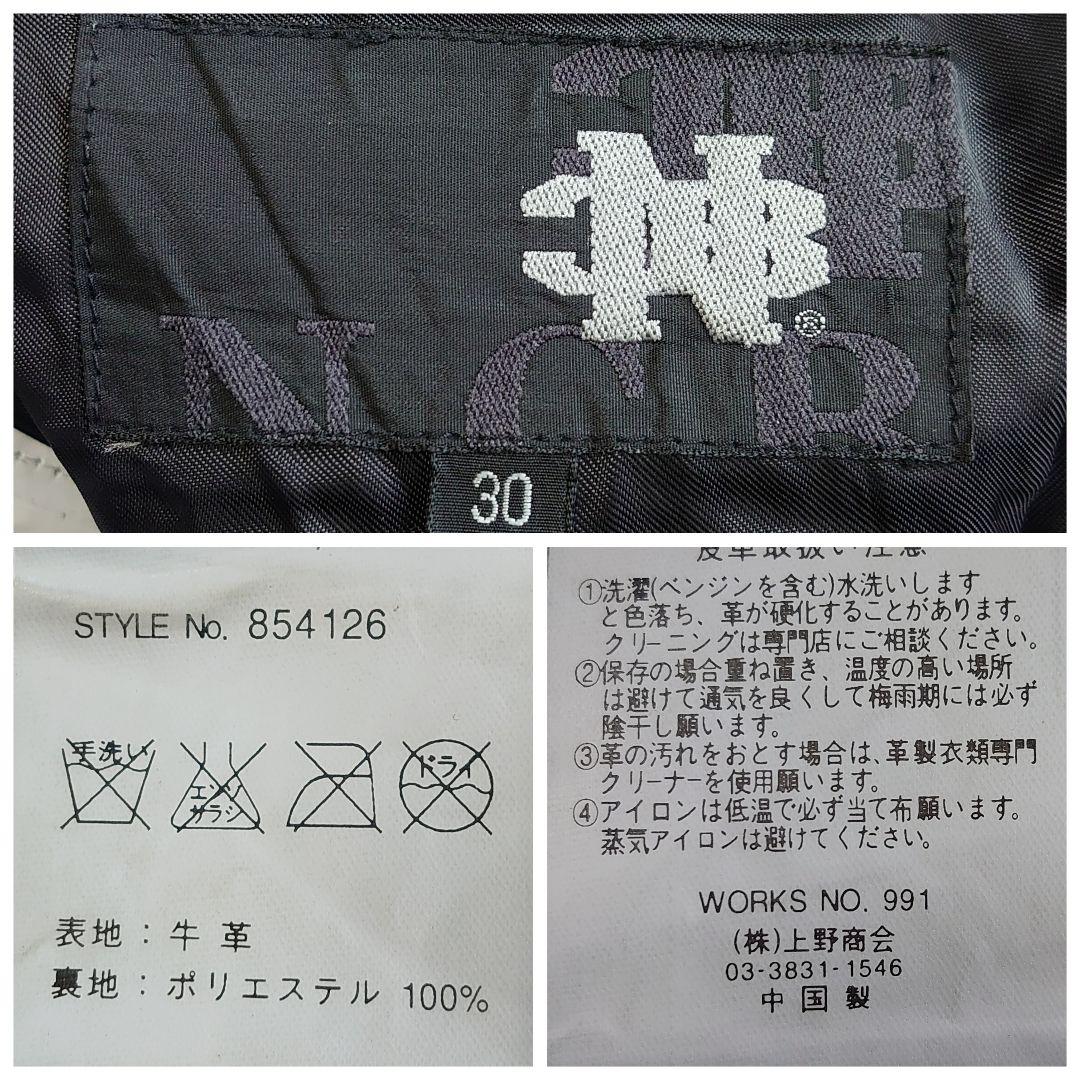 N C R
®
30
STYLE No. 854126
手洗い
エンソ
サラシ
ドライ
表地 : 牛革
裏地 : ポリエステル 100%
皮革取扱い注意
①洗濯(ベンジンを含む)水洗いします
と色落ち、革が硬化することがあります。
クリーニングは専門店にご相談ください。
②保存の場合重ね置き、温度の高い場所
は避けて通気を良くして梅雨期には必ず
陰干し願います。
③革の汚れをおとす場合は、革製衣類専門
クリーナーを使用願います。
④アイロンは低温で必ず当て布願います。
蒸気アイロンは避けてください。
WORKS NO. 991
(株)上野商会
03-3831-1546
中国製